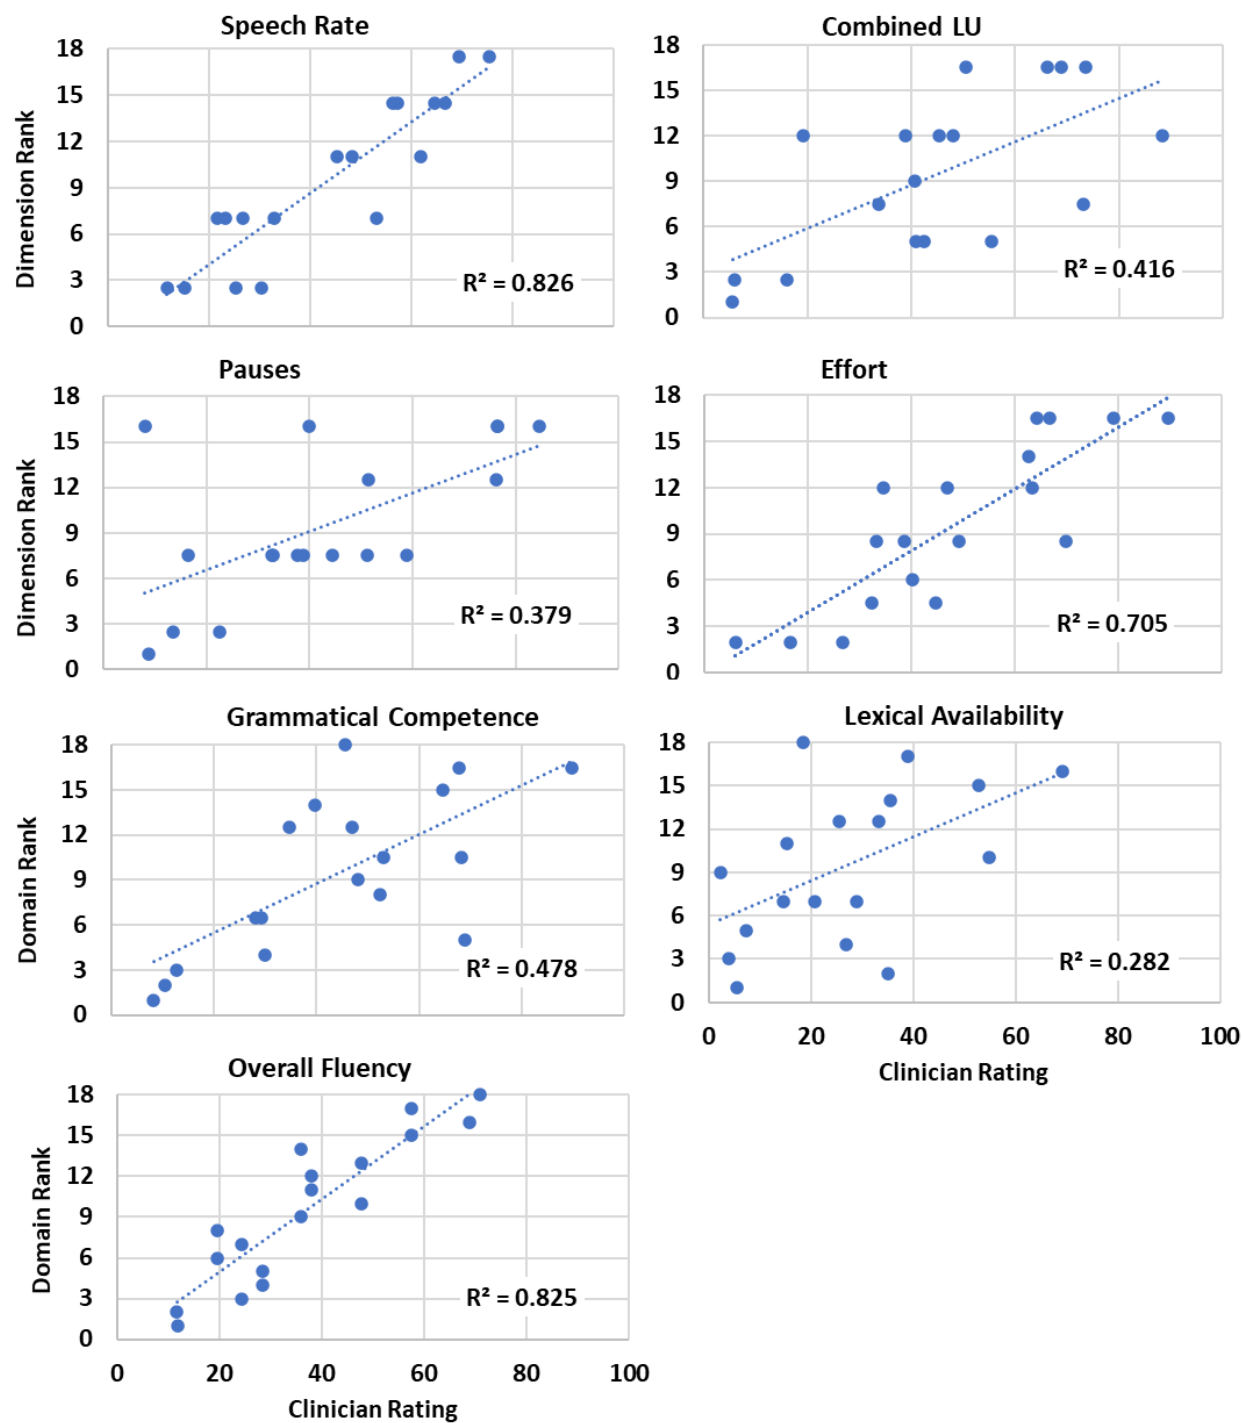 Speech Rate
18
15
12
9
6
3
0
Dimension Rank
R² = 0.826
Combined LU
18
15
12
9
6
3
0
R² = 0.416
Pauses
18
15
12
9
6
3
0
Dimension Rank
R² = 0.379
Effort
18
15
12
9
6
3
0
R² = 0.705
Grammatical Competence
18
15
12
9
6
3
0
Domain Rank
R² = 0.478
Lexical Availability
18
15
12
9
6
3
0
R² = 0.282
0 20 40 60 80 100
Clinician Rating
Overall Fluency
18
15
12
9
6
3
0
Domain Rank
R² = 0.825
0 20 40 60 80 100
Clinician Rating